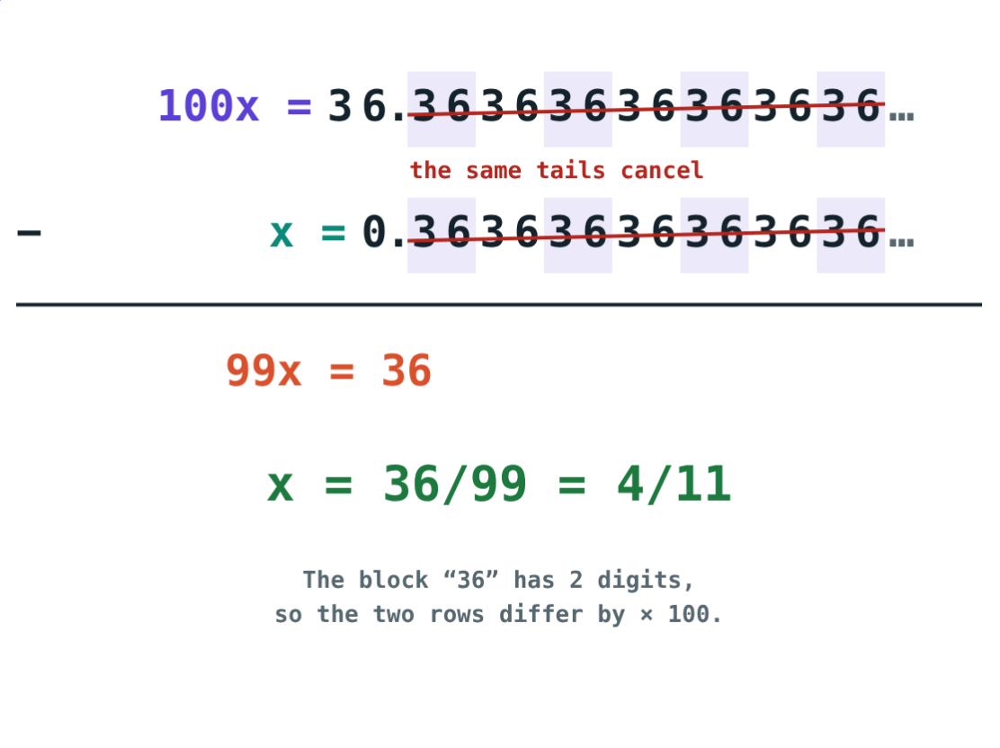 100x = 36.36363636363636…
the same tails cancel
− x = 0.36363636363636…
99x = 36
x = 36/99 = 4/11
The block “36” has 2 digits,
so the two rows differ by × 100.